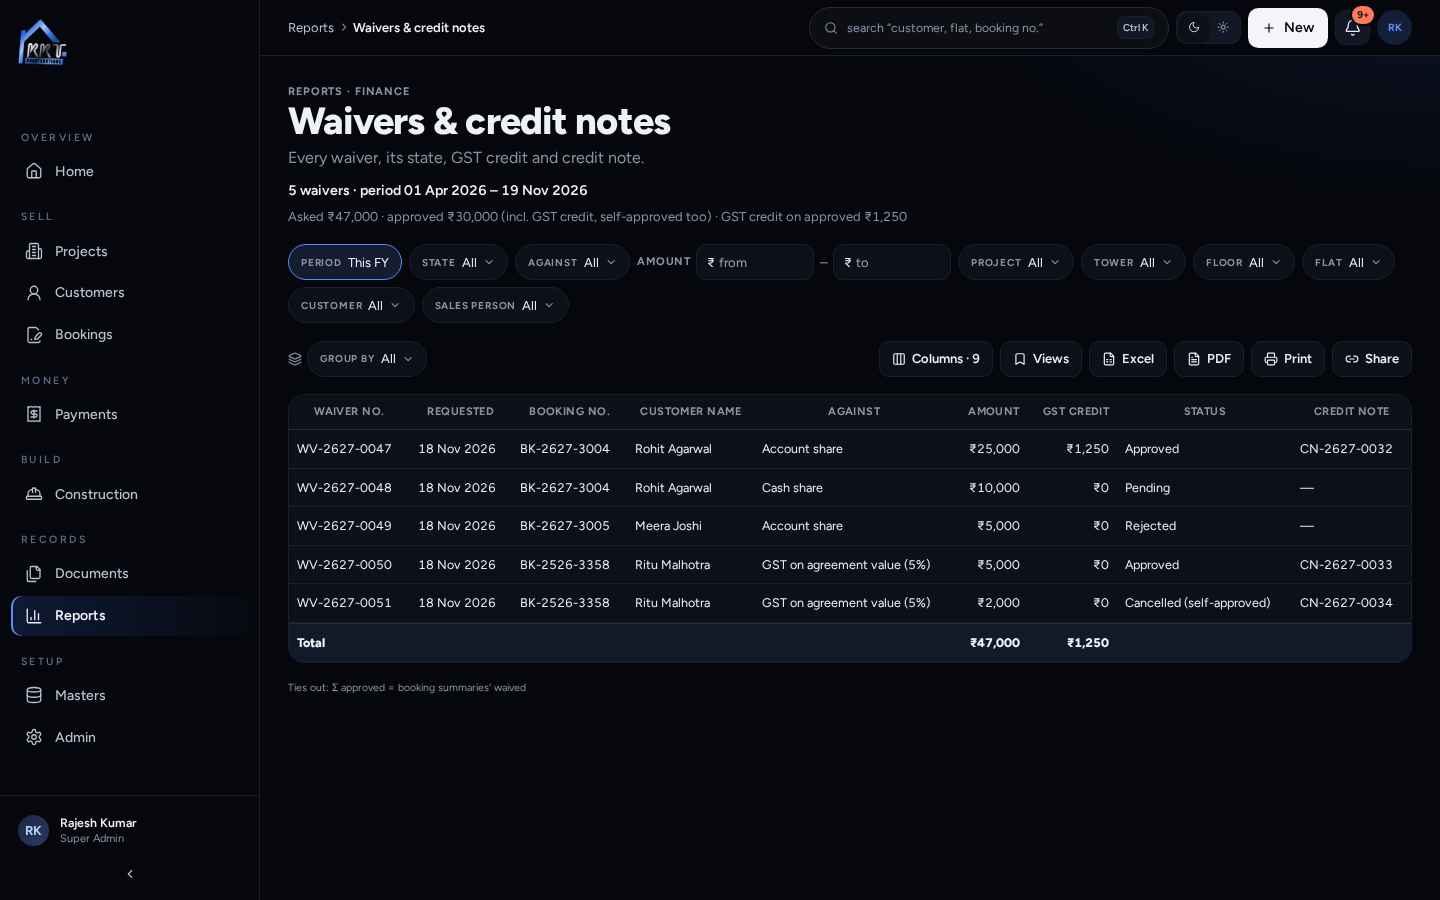 Reports > Waivers & credit notes
search “customer, flat, booking no.” Ctrl K
New
9+
RK
OVERVIEW
Home
SELL
Projects
Customers
Bookings
MONEY
Payments
BUILD
Construction
RECORDS
Documents
Reports
SETUP
Masters
Admin
RK
Rajesh Kumar
Super Admin
REPORTS · FINANCE
Waivers & credit notes
Every waiver, its state, GST credit and credit note.
5 waivers · period 01 Apr 2026 – 19 Nov 2026
Asked ₹47,000 · approved ₹30,000 (incl. GST credit, self-approved too) · GST credit on approved ₹1,250
PERIOD This FY STATE All AGAINST All AMOUNT ₹ from – ₹ to PROJECT All TOWER All FLOOR All FLAT All
CUSTOMER All SALES PERSON All
GROUP BY All Columns · 9 Views Excel PDF Print Share
WAIVER NO. REQUESTED BOOKING NO. CUSTOMER NAME AGAINST AMOUNT GST CREDIT STATUS CREDIT NOTE
WV-2627-0047 18 Nov 2026 BK-2627-3004 Rohit Agarwal Account share ₹25,000 ₹1,250 Approved CN-2627-0032
WV-2627-0048 18 Nov 2026 BK-2627-3004 Rohit Agarwal Cash share ₹10,000 ₹0 Pending —
WV-2627-0049 18 Nov 2026 BK-2627-3005 Meera Joshi Account share ₹5,000 ₹0 Rejected —
WV-2627-0050 18 Nov 2026 BK-2526-3358 Ritu Malhotra GST on agreement value (5%) ₹5,000 ₹0 Approved CN-2627-0033
WV-2627-0051 18 Nov 2026 BK-2526-3358 Ritu Malhotra GST on agreement value (5%) ₹2,000 ₹0 Cancelled (self-approved) CN-2627-0034
Total ₹47,000 ₹1,250
Ties out: Σ approved = booking summaries’ waived